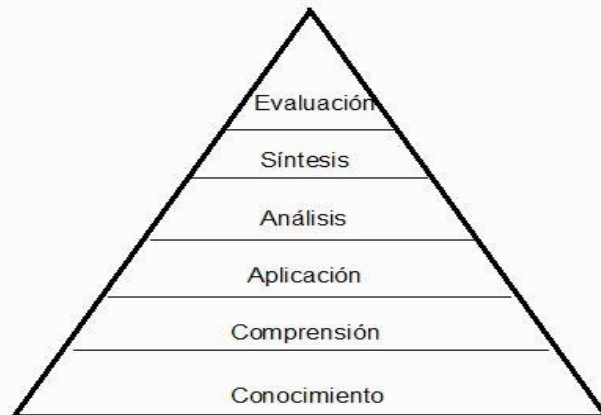 Evaluación
Síntesis
Análisis
Aplicación
Comprensión
Conocimiento